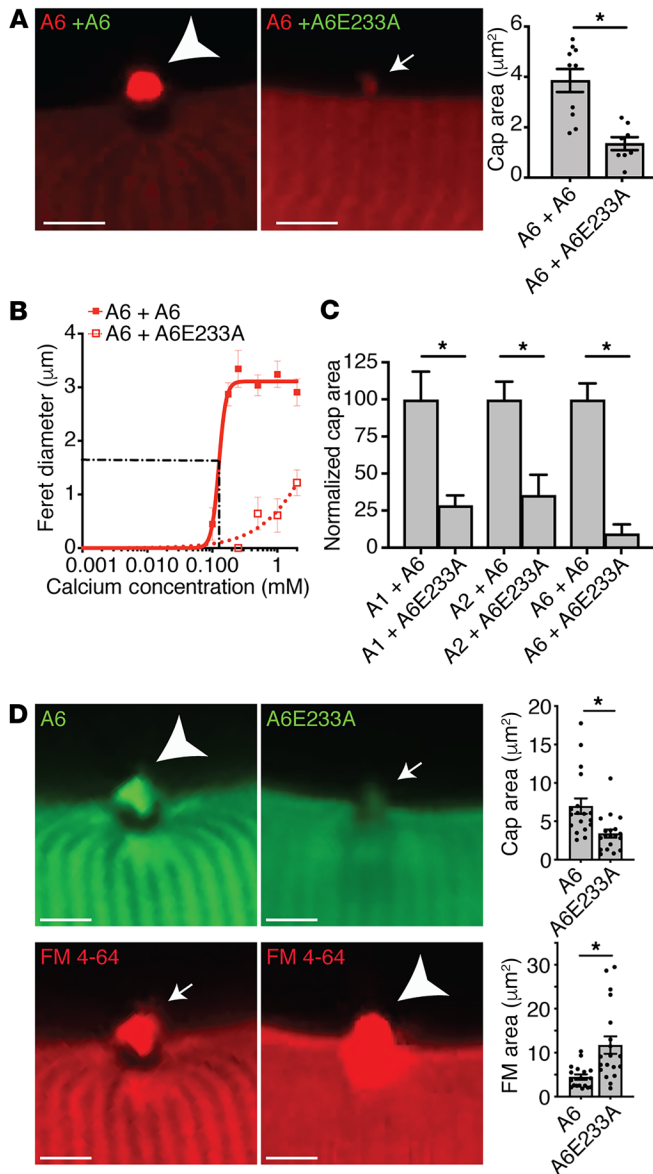 A
A6 +A6
A6 +A6E233A
Cap area (μm²)
6
4
2
0
*
A6 + A6
A6 + A6E233A
B
A6 + A6
A6 + A6E233A
Feret diameter (μm)
4
3
2
1
0
0.001
0.010
0.100
1
Calcium concentration (mM)
C
Normalized cap area
125
100
75
50
25
0
*
*
*
A1 + A6
A1 + A6E233A
A2 + A6
A2 + A6E233A
A6 + A6
A6 + A6E233A
D
A6
A6E233A
Cap area (μm²)
20
15
10
5
0
*
A6
A6E233A
FM 4-64
FM 4-64
FM area (μm²)
30
20
10
0
*
A6
A6E233A